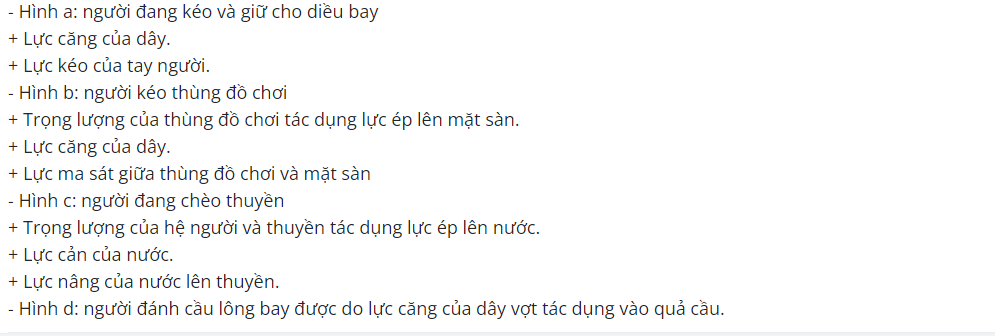 - Hình a: người đang kéo và giữ cho diều bay
+ Lực căng của dây.
+ Lực kéo của tay người.
- Hình b: người kéo thùng đồ chơi
+ Trọng lượng của thùng đồ chơi tác dụng lực ép lên mặt sàn.
+ Lực căng của dây.
+ Lực ma sát giữa thùng đồ chơi và mặt sàn
- Hình c: người đang chèo thuyền
+ Trọng lượng của hệ người và thuyền tác dụng lực ép lên nước.
+ Lực cản của nước.
+ Lực nâng của nước lên thuyền.
- Hình d: người đánh cầu lông bay được do lực căng của dây vợt tác dụng vào quả cầu.